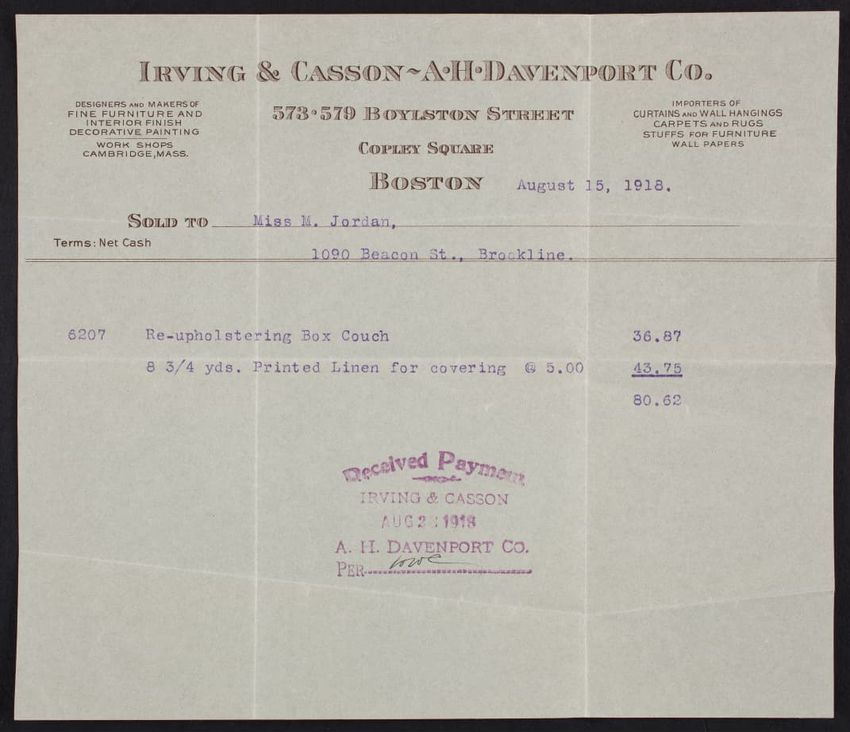 IRVING & CASSON~A·H·DAVENPORT CO.
DESIGNERS AND MAKERS OF
FINE FURNITURE AND
INTERIOR FINISH
DECORATIVE PAINTING
WORK SHOPS
CAMBRIDGE, MASS.
573·579 BOYLSTON STREET
COPLEY SQUARE
IMPORTERS OF
CURTAINS AND WALL HANGINGS
CARPETS AND RUGS
STUFFS FOR FURNITURE
WALL PAPERS
BOSTON August 15, 1918.
SOLD TO Miss M. Jordan,
Terms: Net Cash
1090 Beacon St., Brookline.
6207 Re-upholstering Box Couch 36.87
8 3/4 yds. Printed Linen for covering @ 5.00 43.75
80.62
Received Payment
IRVING & CASSON
AUG 1918
A. H. DAVENPORT CO.
PER